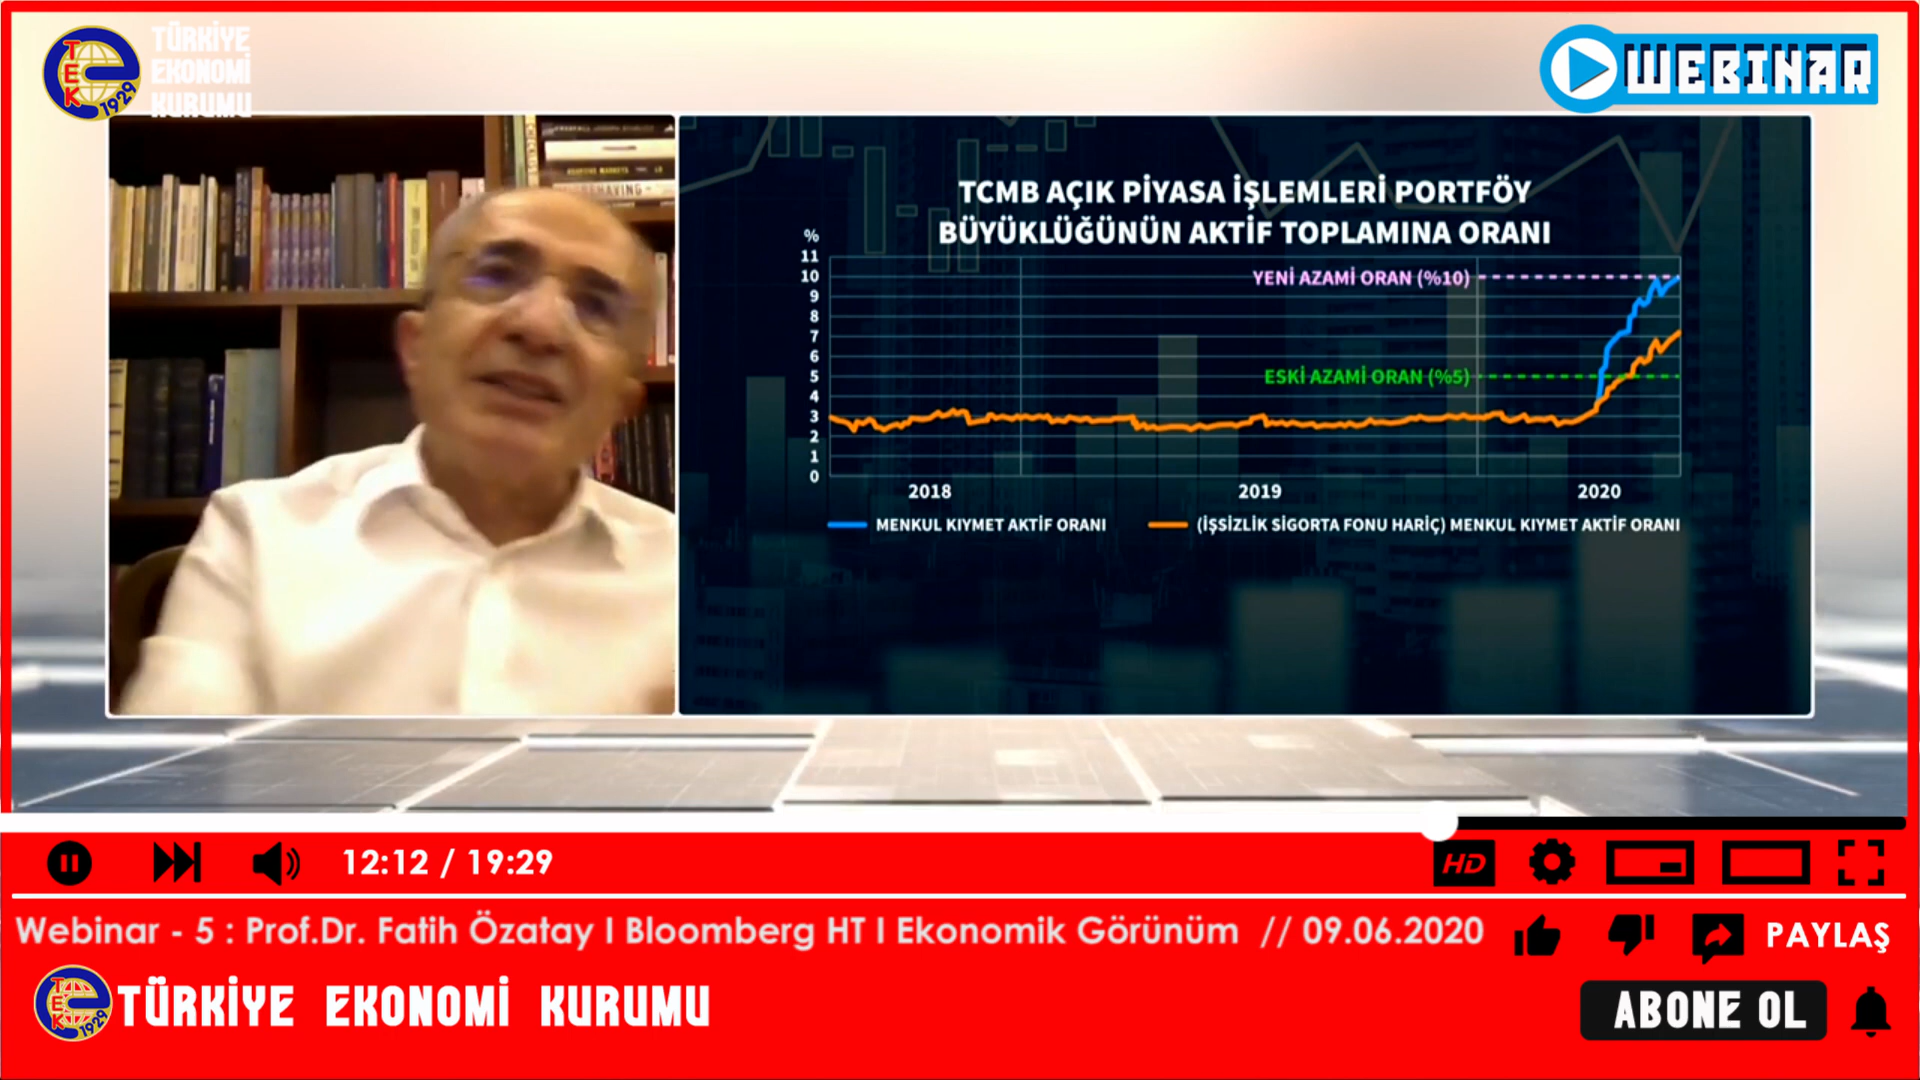 TEK 1929
TÜRKİYE
EKONOMİ
KURUMU
WEBINAR
TCMB AÇIK PİYASA İŞLEMLERİ PORTFÖY
BÜYÜKLÜĞÜNÜN AKTİF TOPLAMINA ORANI
%
11
10
9
8
7
6
5
4
3
2
1
0
YENİ AZAMİ ORAN (%10)
ESKİ AZAMİ ORAN (%5)
2018 2019 2020
MENKUL KIYMET AKTİF ORANI (İŞSİZLİK SİGORTA FONU HARİÇ) MENKUL KIYMET AKTİF ORANI
12:12 / 19:29
HD
Webinar - 5 : Prof.Dr. Fatih Özatay I Bloomberg HT I Ekonomik Görünüm // 09.06.2020
PAYLAŞ
TEK 1929
TÜRKİYE EKONOMİ KURUMU
ABONE OL